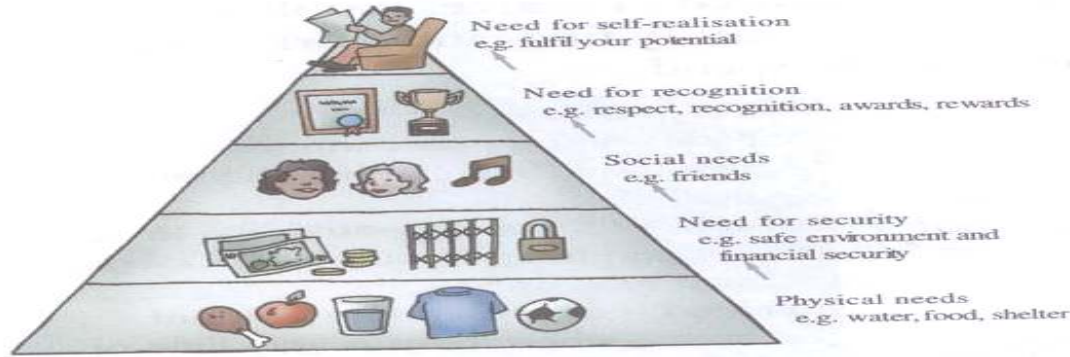 Need for self-realisation
e.g. fulfil your potential
Need for recognition
e.g. respect, recognition, awards, rewards
Social needs
e.g. friends
Need for security
e.g. safe environment and
financial security
Physical needs
e.g. water, food, shelter